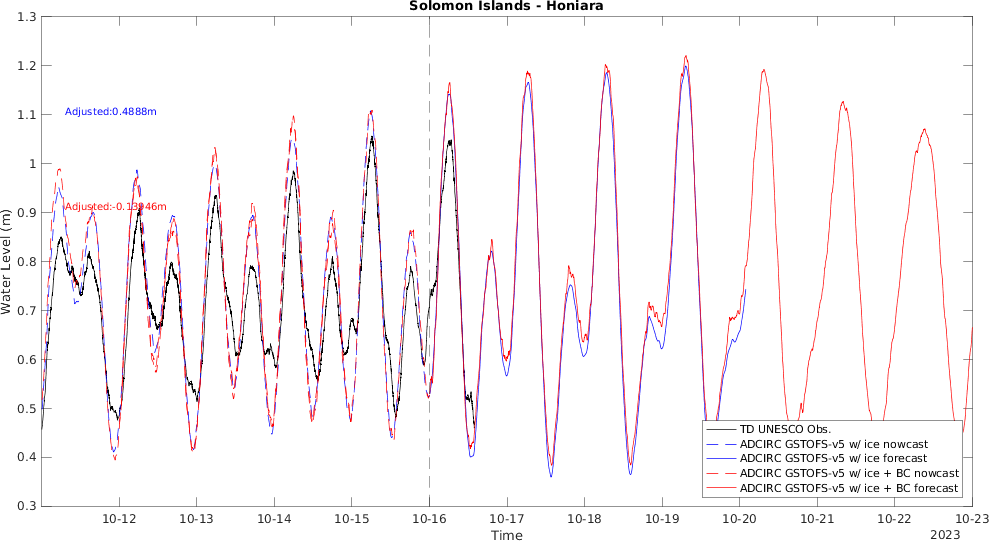 Solomon Islands - Honiara
1.3
1.2
1.1
1
0.9
0.8
0.7
0.6
0.5
0.4
0.3
Water Level (m)
Adjusted:0.4888m
Adjusted:-0.13946m
TD UNESCO Obs.
ADCIRC GSTOFS-v5 w/ ice nowcast
ADCIRC GSTOFS-v5 w/ ice forecast
ADCIRC GSTOFS-v5 w/ ice + BC nowcast
ADCIRC GSTOFS-v5 w/ ice + BC forecast
10-12 10-13 10-14 10-15 10-16 10-17 10-18 10-19 10-20 10-21 10-22 10-23
Time
2023